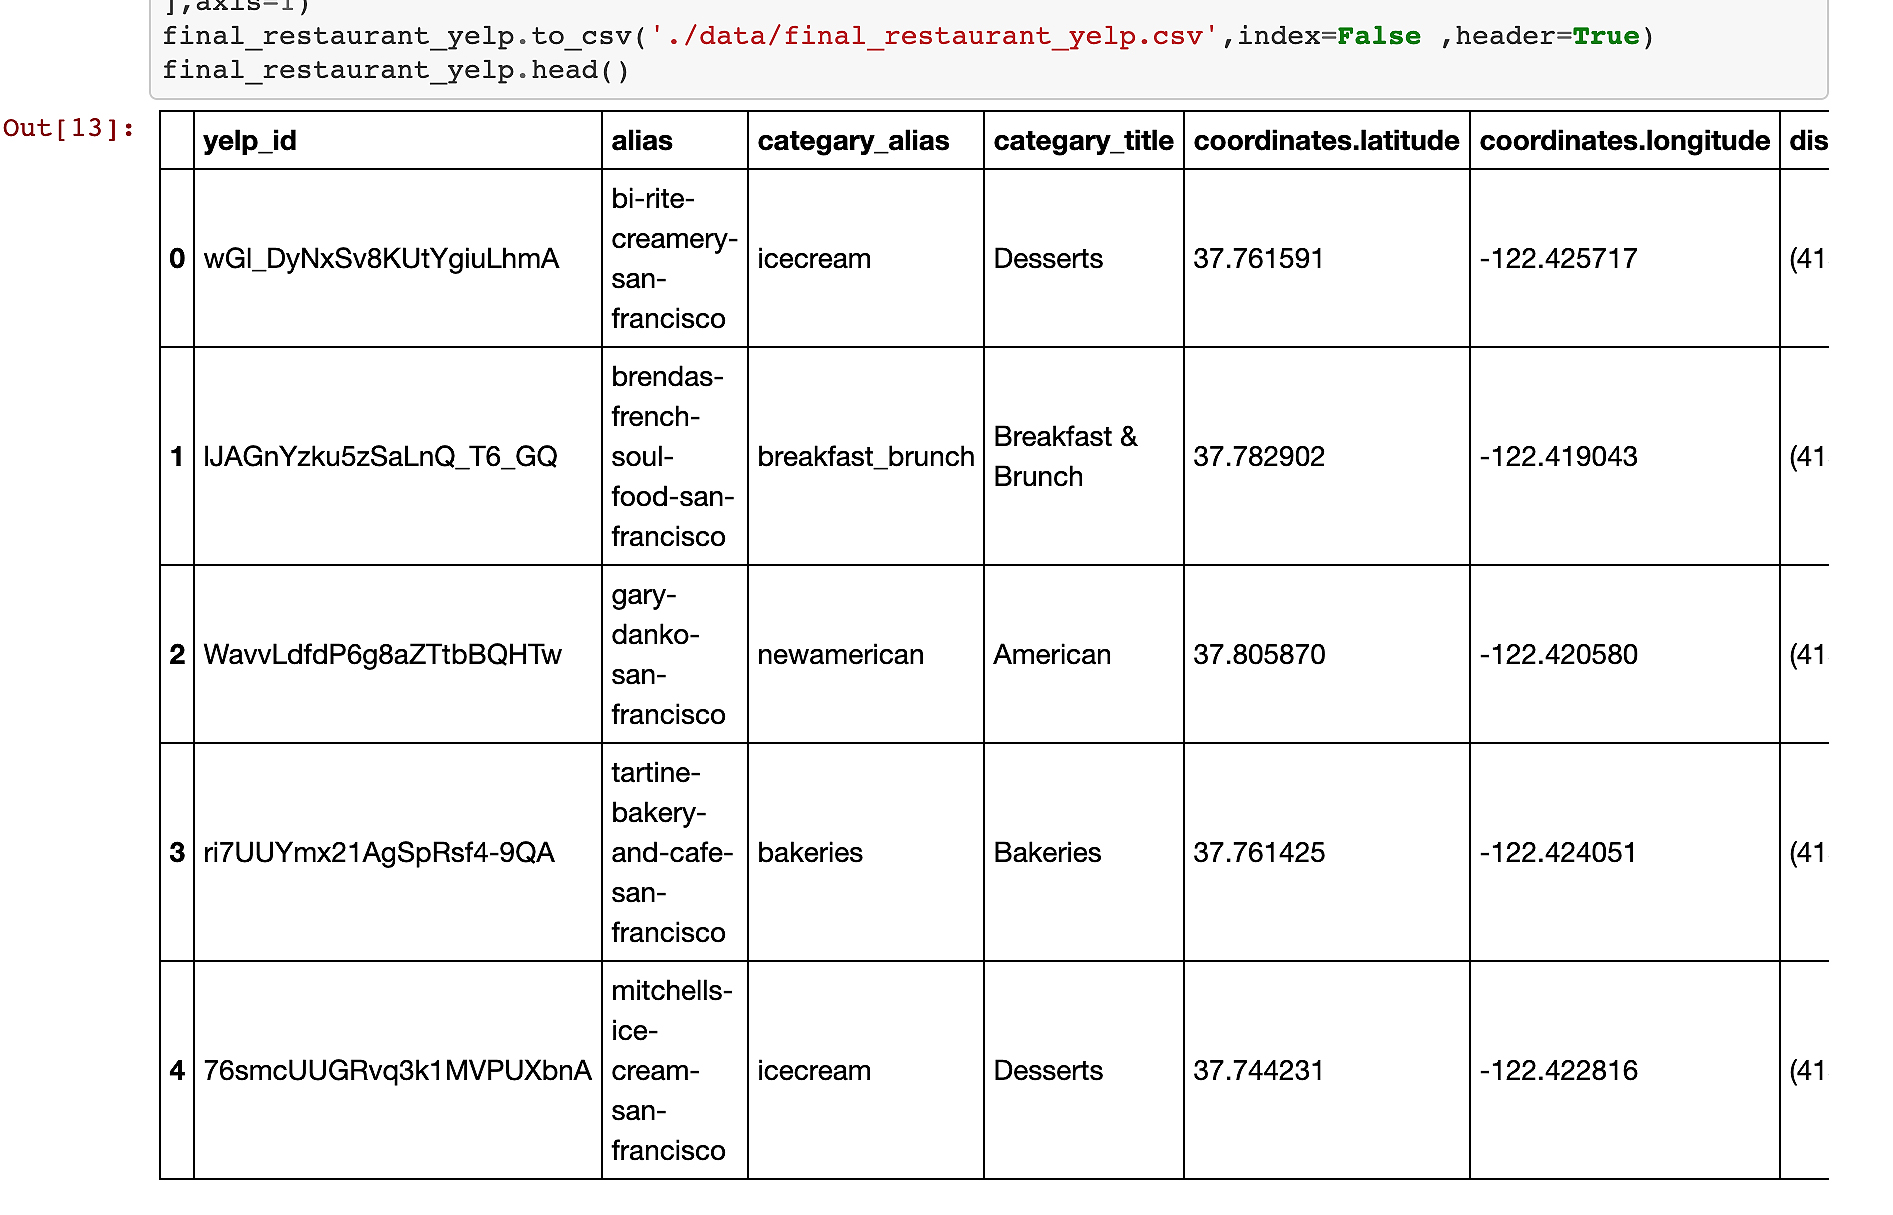 ],axis=1)
final_restaurant_yelp.to_csv('./data/final_restaurant_yelp.csv',index=False ,header=True)
final_restaurant_yelp.head()
Out[13]:
yelp_id alias categary_alias categary_title coordinates.latitude coordinates.longitude dis
0 wGl_DyNxSv8KUtYgiuLhmA bi-rite-
creamery-
san-
francisco icecream Desserts 37.761591 -122.425717 (41
1 lJAGnYzku5zSaLnQ_T6_GQ brendas-
french-
soul-
food-san-
francisco breakfast_brunch Breakfast &
Brunch 37.782902 -122.419043 (41
2 WavvLdfdP6g8aZTtbBQHTw gary-
danko-
san-
francisco newamerican American 37.805870 -122.420580 (41
3 ri7UUYmx21AgSpRsf4-9QA tartine-
bakery-
and-cafe-
san-
francisco bakeries Bakeries 37.761425 -122.424051 (41
4 76smcUUGRvq3k1MVPUXbnA mitchells-
ice-
cream-
san-
francisco icecream Desserts 37.744231 -122.422816 (41